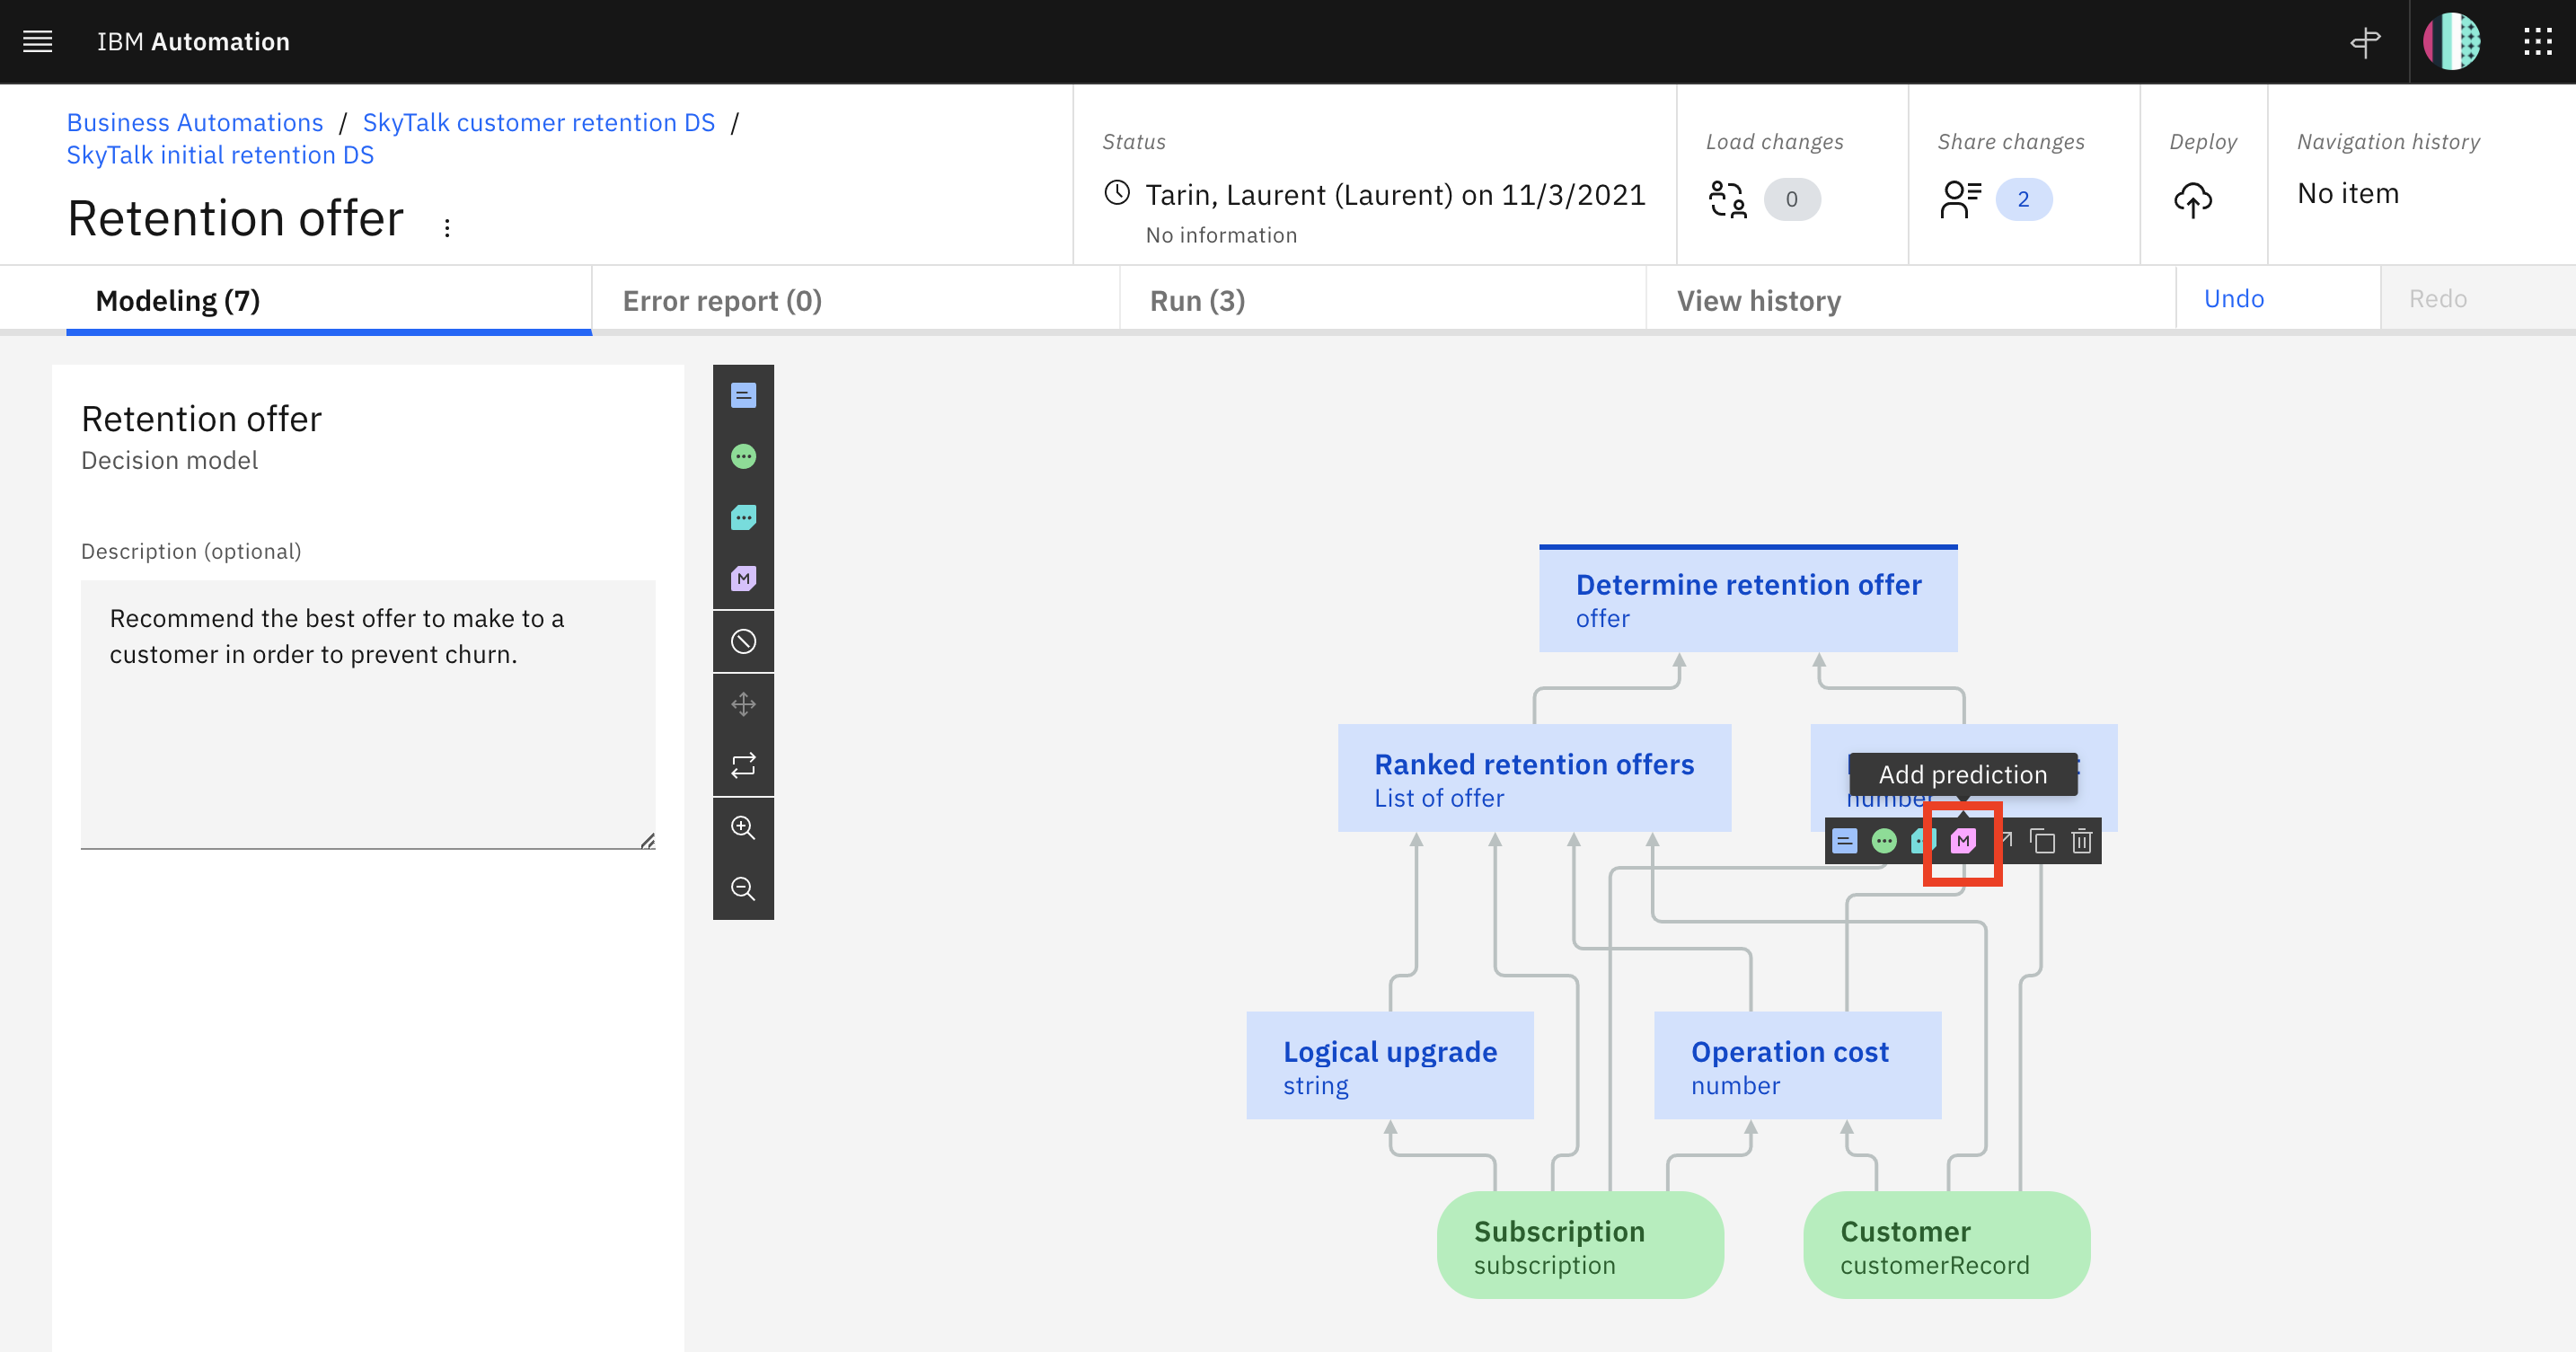 IBM Automation
Business Automations / SkyTalk customer retention DS /
SkyTalk initial retention DS
Retention offer
Status
Tarin, Laurent (Laurent) on 11/3/2021
No information
Load changes
0
Share changes
2
Deploy
Navigation history
No item
Modeling (7)
Error report (0)
Run (3)
View history
Undo
Redo
Retention offer
Decision model
Description (optional)
Recommend the best offer to make to a
customer in order to prevent churn.
M
Determine retention offer
offer
Ranked retention offers
List of offer
Add prediction
number
M
Logical upgrade
string
Operation cost
number
Subscription
subscription
Customer
customerRecord